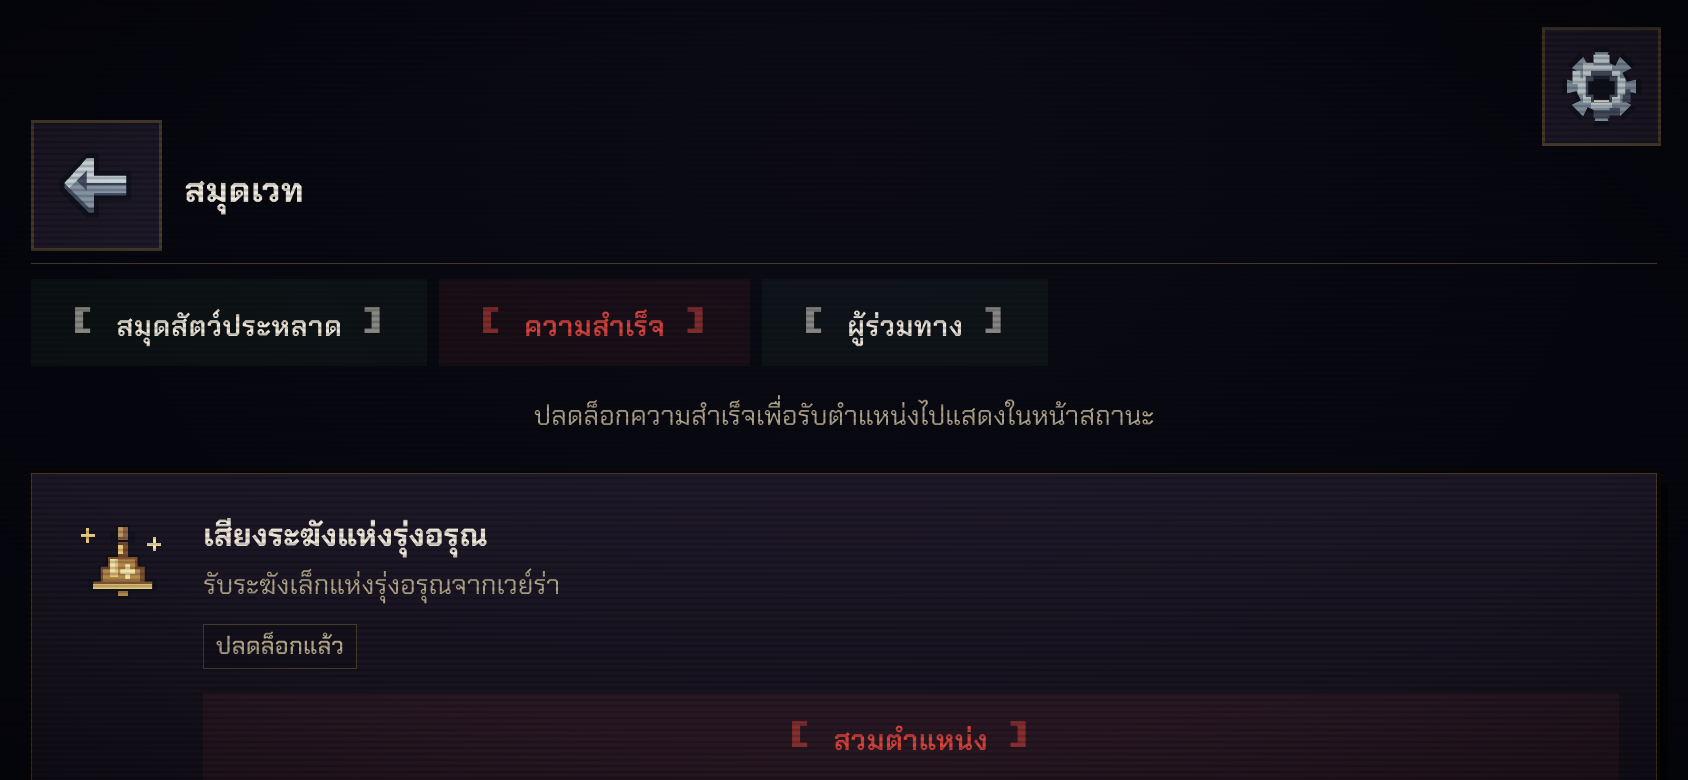 สมุดเวท
[ สมุดสัตว์ประหลาด ] [ ความสำเร็จ ] [ ผู้ร่วมทาง ]
ปลดล็อกความสำเร็จเพื่อรับตำแหน่งไปแสดงในหน้าสถานะ
เสียงระฆังแห่งรุ่งอรุณ
รับระฆังเล็กแห่งรุ่งอรุณจากเวย์ร่า
ปลดล็อกแล้ว
[ สวมตำแหน่ง ]